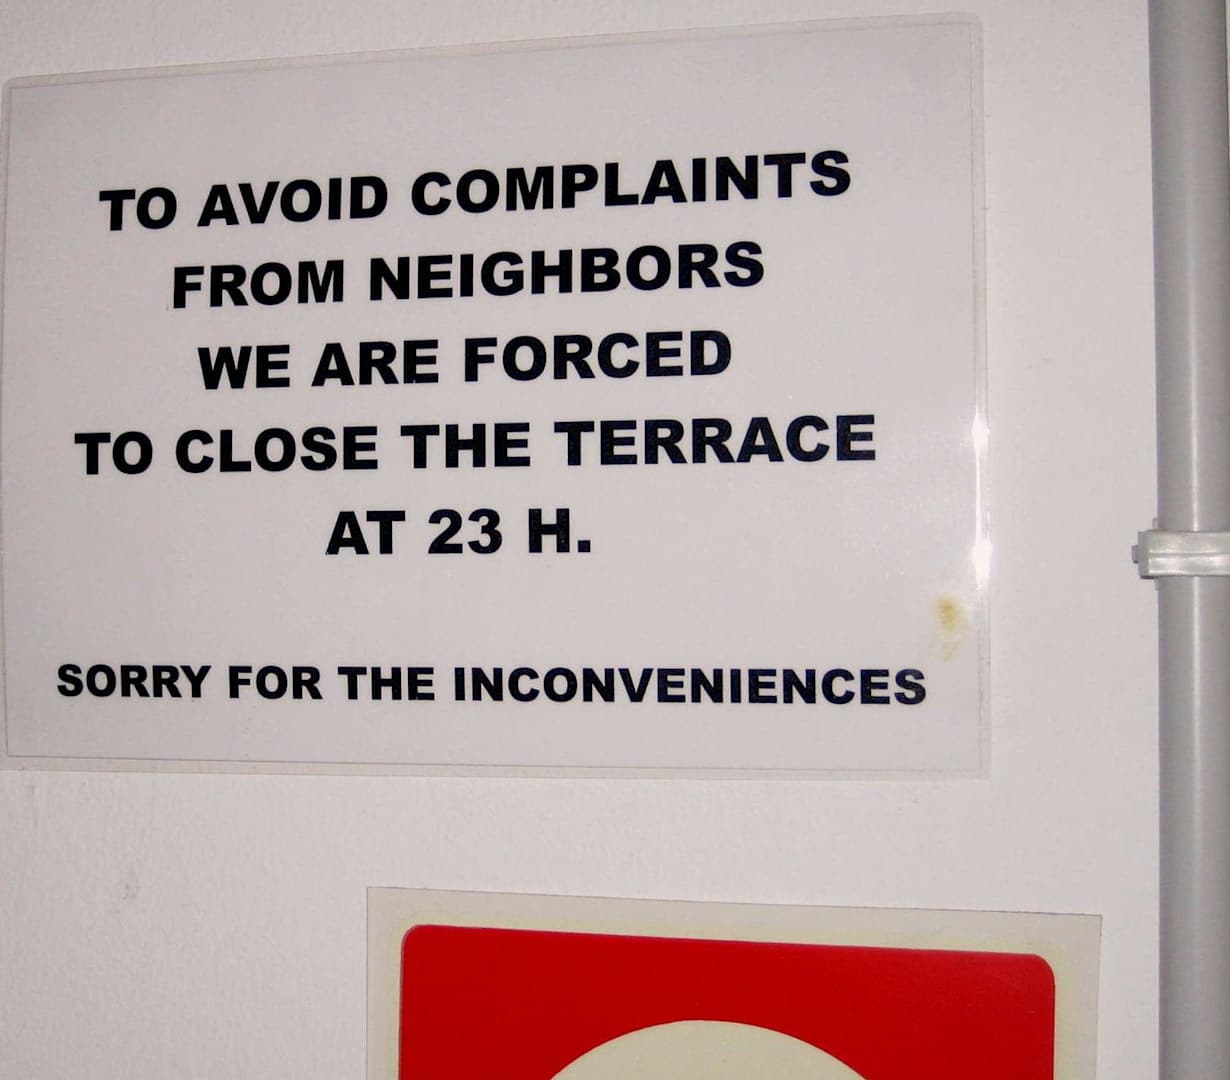 TO AVOID COMPLAINTS
FROM NEIGHBORS
WE ARE FORCED
TO CLOSE THE TERRACE
AT 23 H.
SORRY FOR THE INCONVENIENCES